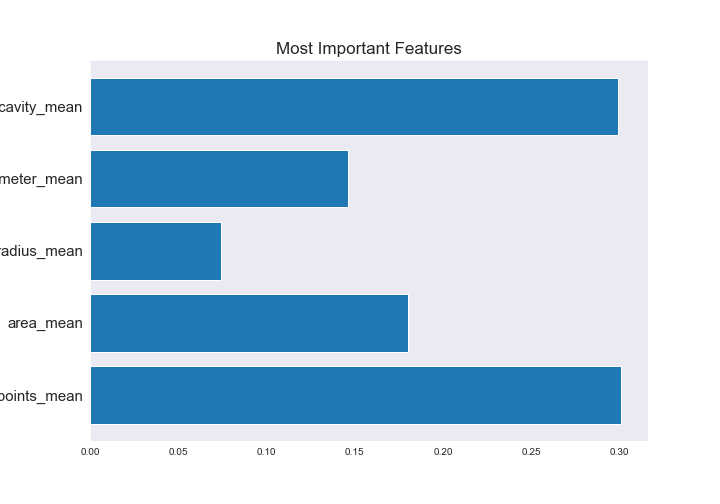 Most Important Features
cavity_mean
meter_mean
radius_mean
area_mean
points_mean
0.00 0.05 0.10 0.15 0.20 0.25 0.30